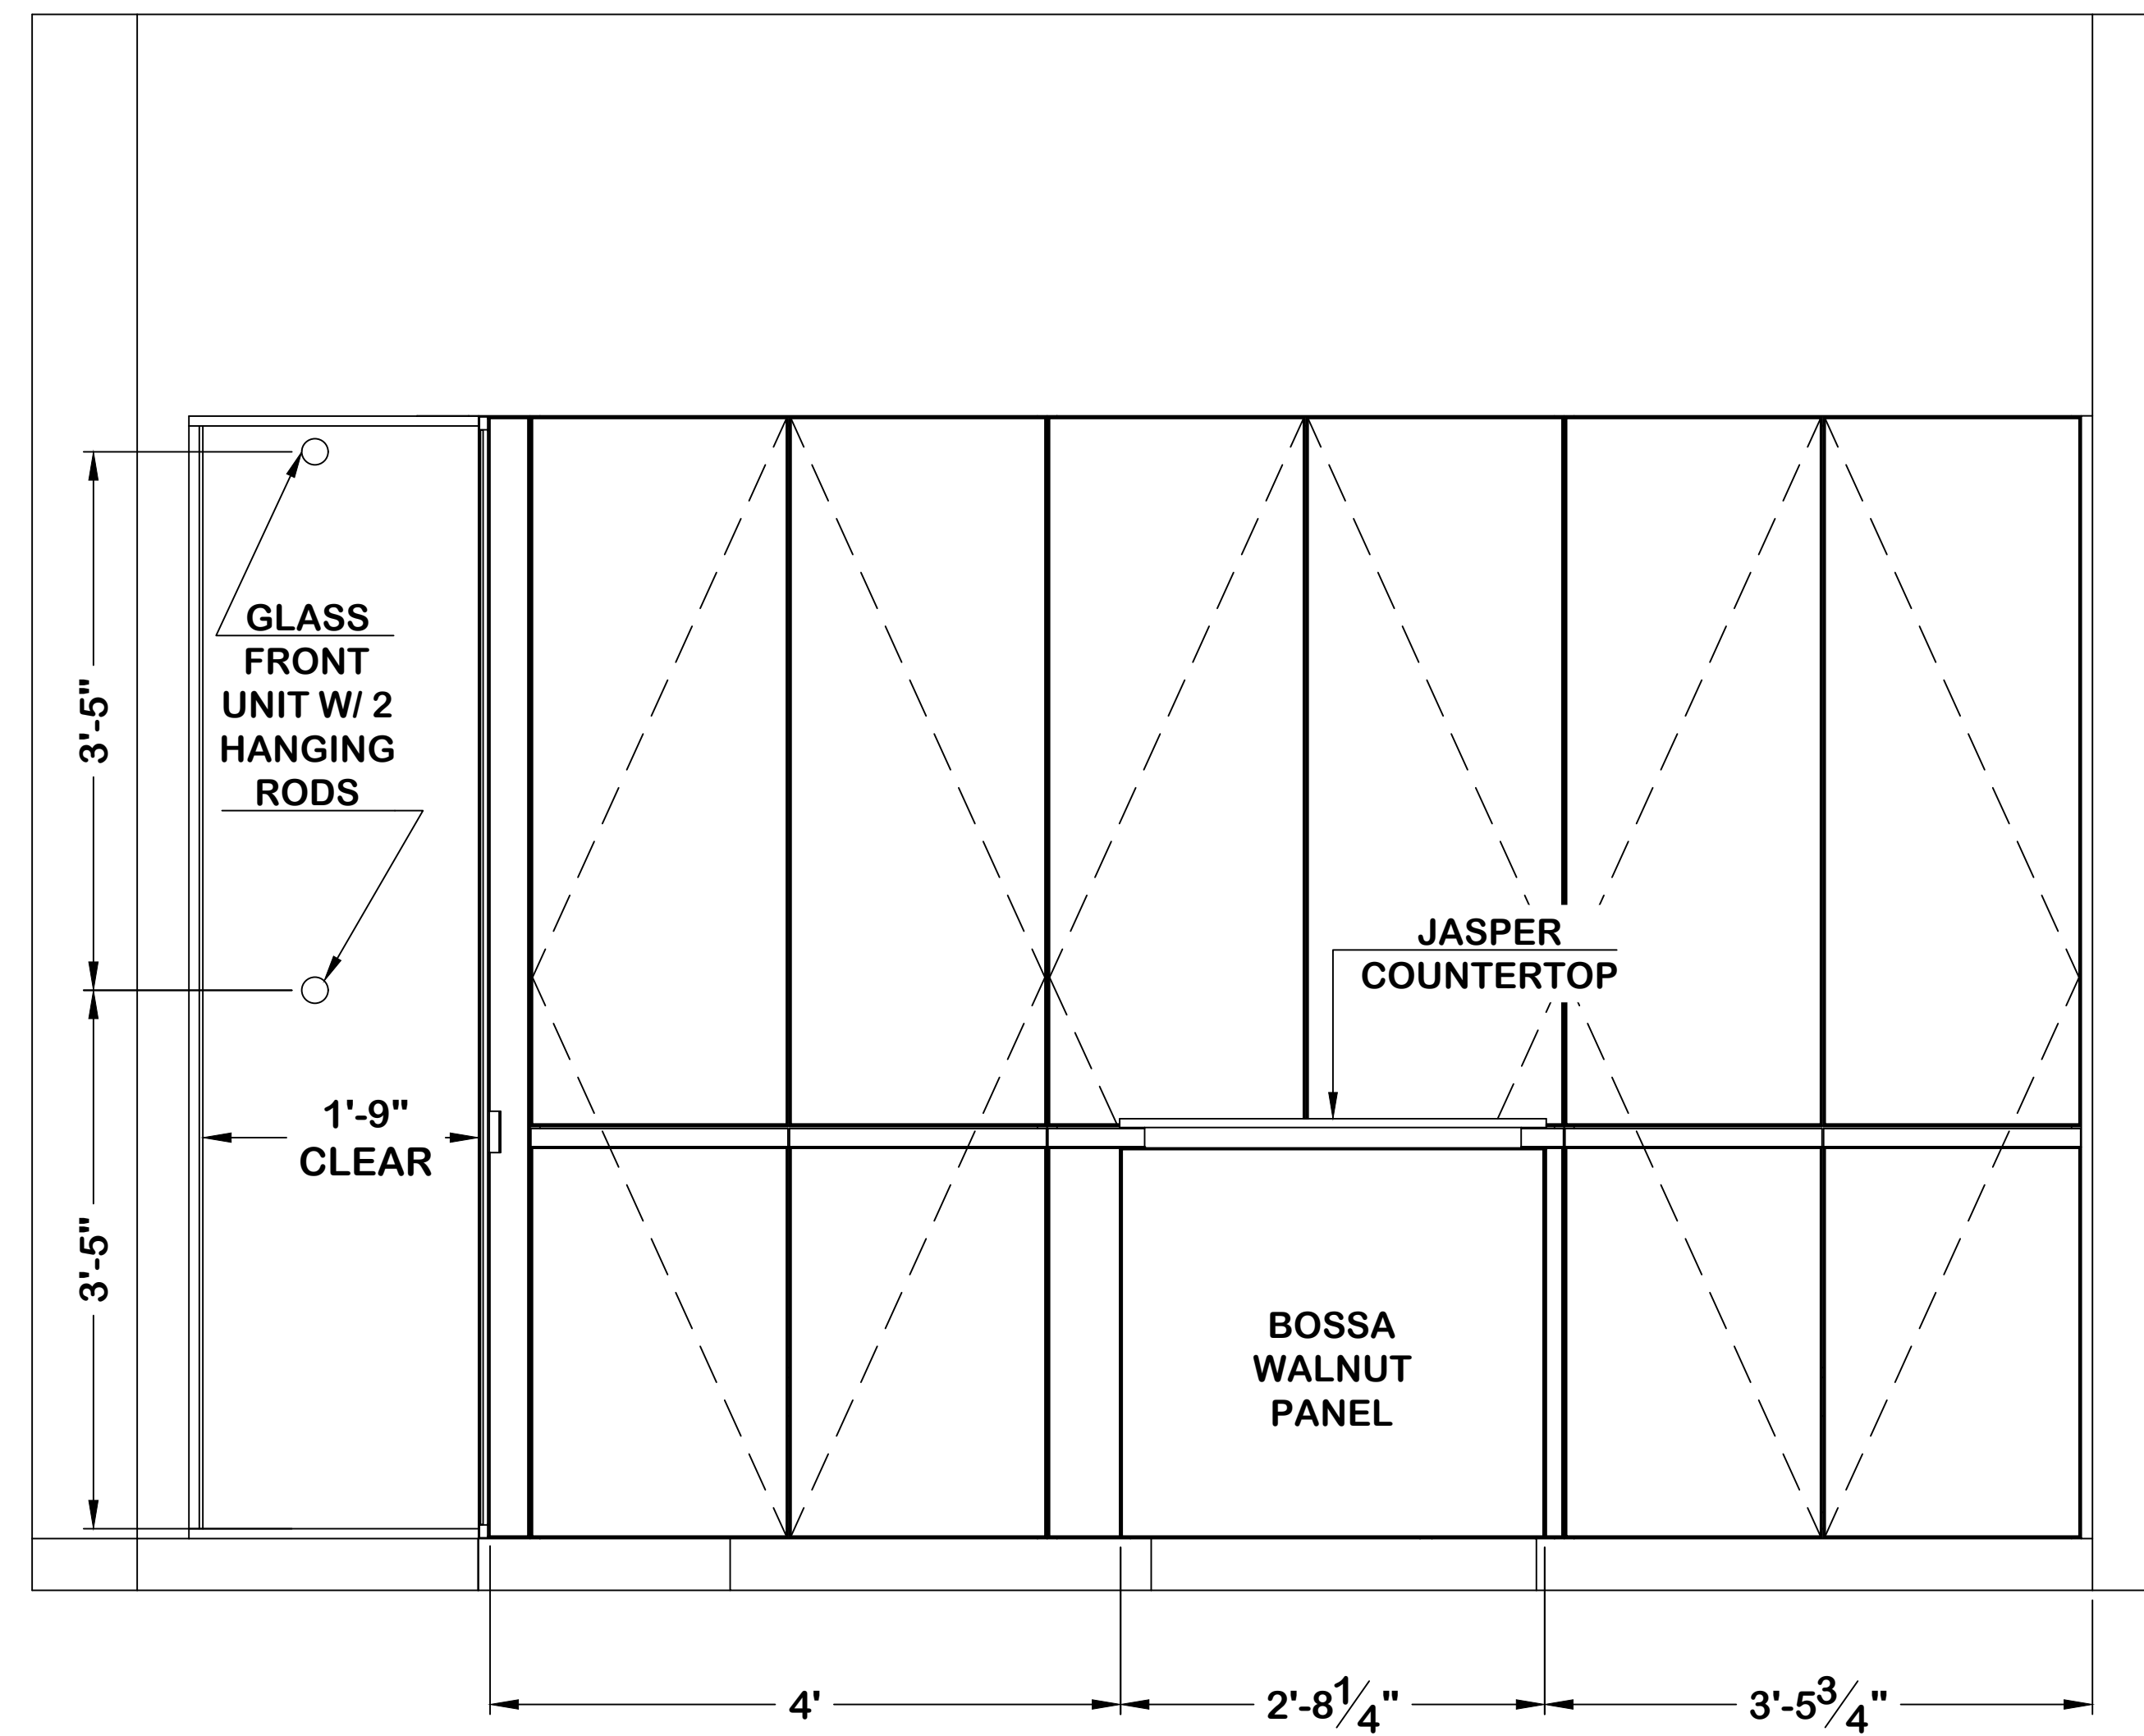 GLASS
FRONT
UNIT W/ 2
HANGING
RODS
3'-5"
JASPER
COUNTERTOP
1'-9"
CLEAR
3'-5"
BOSSA
WALNUT
PANEL
4'
2'-8 1/4"
3'-5 3/4"